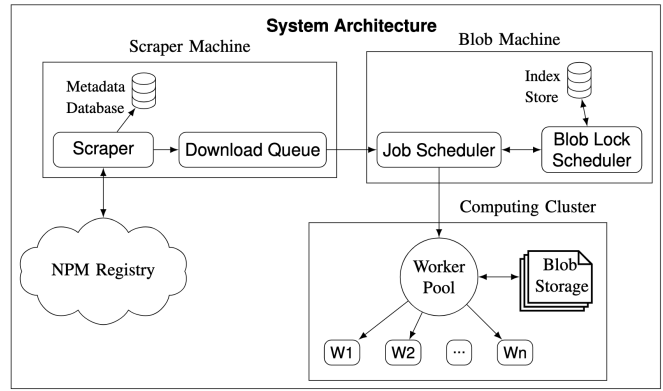 System Architecture
Scraper Machine
Blob Machine
Metadata
Database
Index
Store
Scraper
Download Queue
Job Scheduler
Blob Lock
Scheduler
Computing Cluster
NPM Registry
Worker
Pool
Blob
Storage
W1
W2
...
Wn